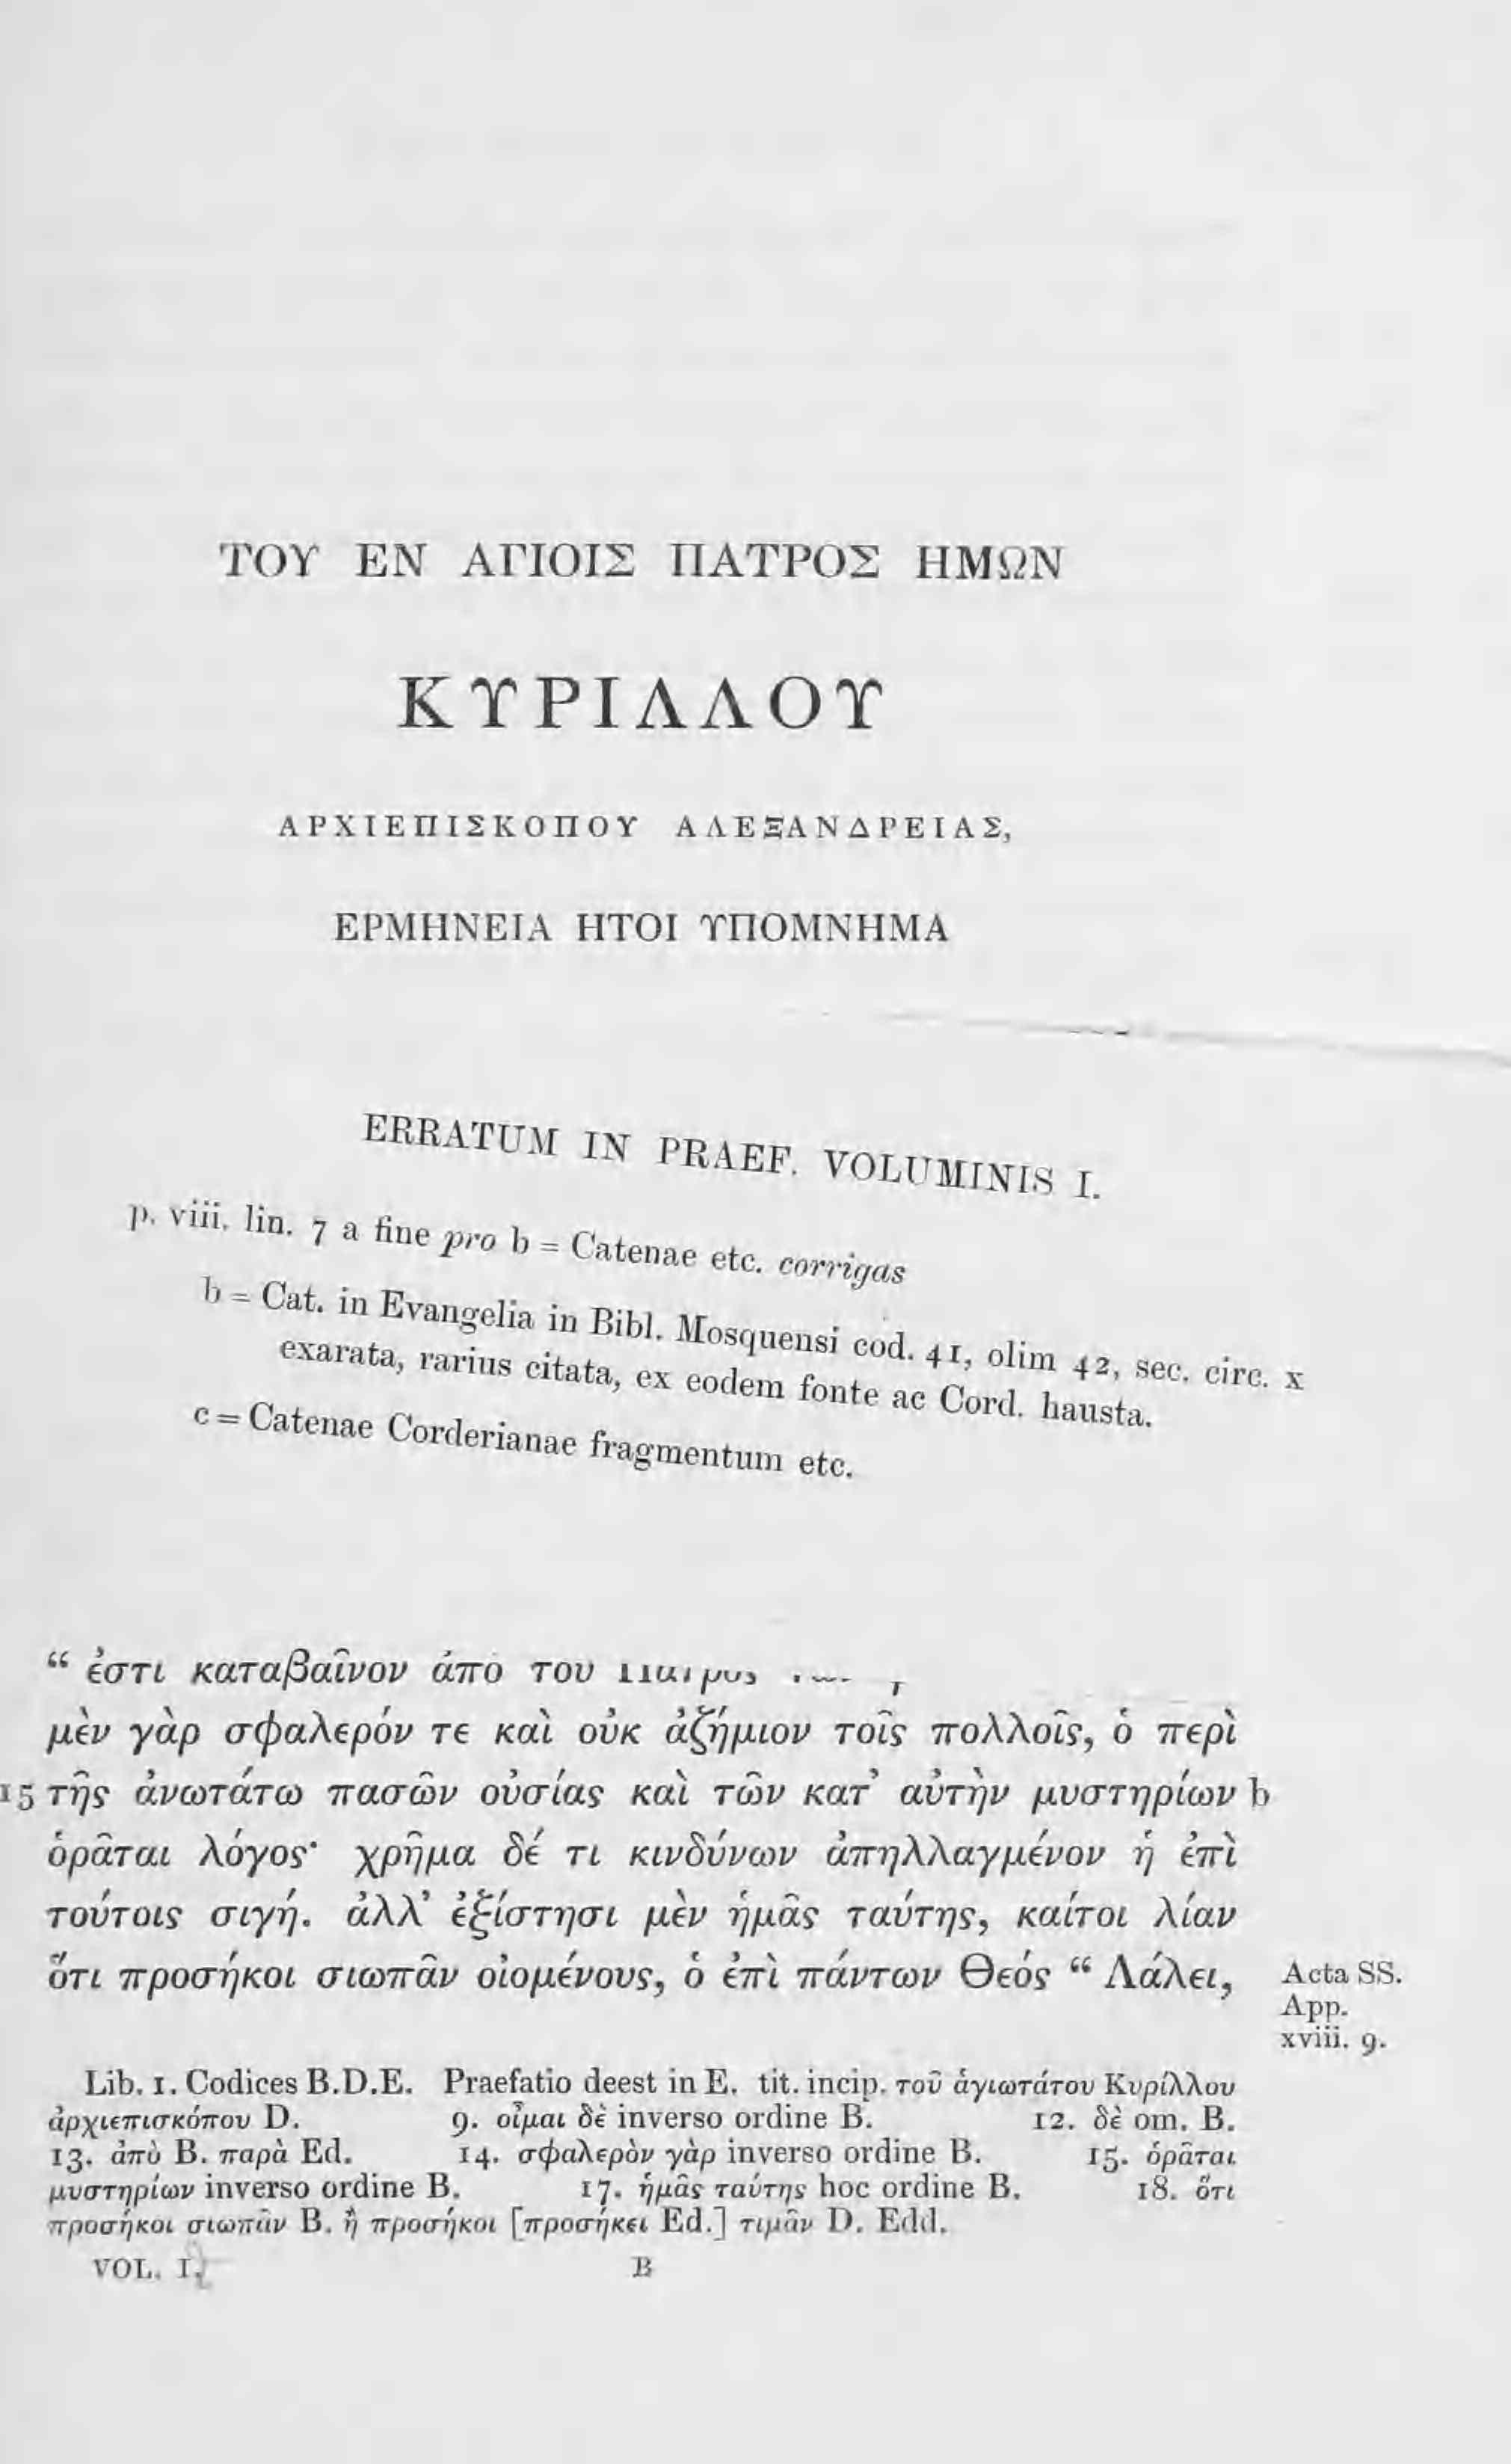 ΤΟΥ ΕΝ ΑΓΙΟΙΣ ΠΑΤΡΟΣ ΗΜΩΝ
ΚΥΡΙΛΛΟΥ
ΑΡΧΙΕΠΙΣΚΟΠΟΥ ΑΛΕΞΑΝΔΡΕΙΑΣ,
ΕΡΜΗΝΕΙΑ ΗΤΟΙ ΥΠΟΜΝΗΜΑ
ERRATUM IN PRAEF. VOLUMINIS I.
p. viii. lin. 7 a fine pro b = Catenae etc. corrigas
b = Cat. in Evangelia in Bibl. Mosquensi cod. 41, olim 42, sec. circ. x
exarata, rarius citata, ex eodem fonte ac Cord. hausta.
c = Catenae Corderianae fragmentum etc.
“ ἐστι καταβαῖνον ἀπὸ τοῦ
μὲν γὰρ σφαλερόν τε καὶ οὐκ ἀζήμιον τοῖς πολλοῖς, ὁ περὶ
15 τῆς ἀνωτάτω πασῶν οὐσίας καὶ τῶν κατ’ αὐτὴν μυστηρίων b
ὁρᾶται λόγος· χρῆμα δέ τι κινδύνων ἀπηλλαγμένον ἡ ἐπὶ
τούτοις σιγή. ἀλλ’ ἐξίστησι μὲν ἡμᾶς ταύτης, καίτοι λίαν
ὅτι προσήκοι σιωπᾶν οἰομένους, ὁ ἐπὶ πάντων Θεός “ Λάλει,
Acta SS.
App.
xviii. 9.
Lib. 1. Codices B.D.E. Praefatio deest in E. tit. incip. τοῦ ἁγιωτάτου Κυρίλλου
ἀρχιεπισκόπου D. 9. οἶμαι δὲ inverso ordine B. 12. δὲ om. B.
13. ἀπὸ B. παρὰ Ed. 14. σφαλερὸν γὰρ inverso ordine B. 15. ὁρᾶται
μυστηρίων inverso ordine B. 17. ἡμᾶς ταύτης hoc ordine B. 18. ὅτι
προσήκοι σιωπᾶν B. ἢ προσήκοι [προσήκει Ed.] τιμᾶν D. Edd.
VOL. I. B